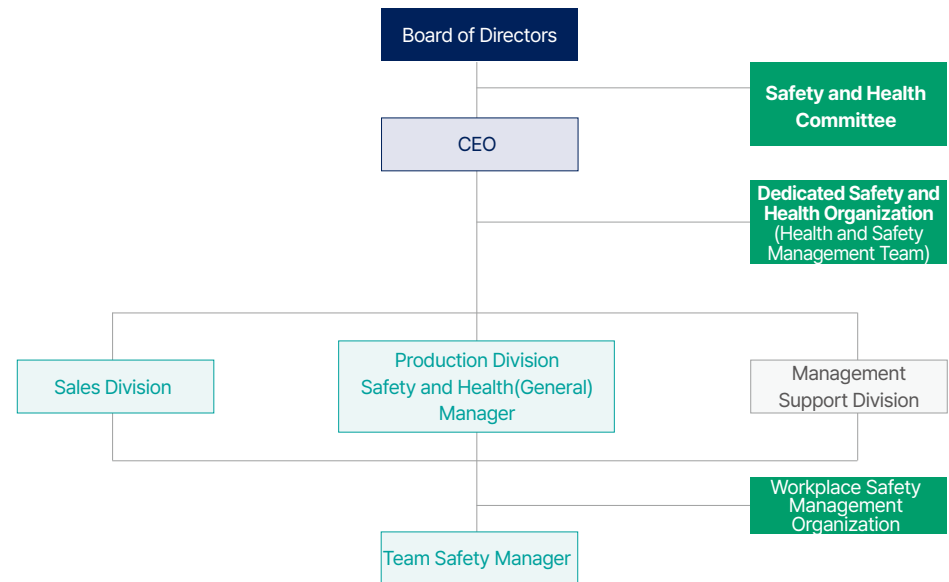 Board of Directors
Safety and Health
Committee
CEO
Dedicated Safety and
Health Organization
(Health and Safety
Management Team)
Sales Division
Production Division
Safety and Health(General)
Manager
Management
Support Division
Workplace Safety
Management
Organization
Team Safety Manager